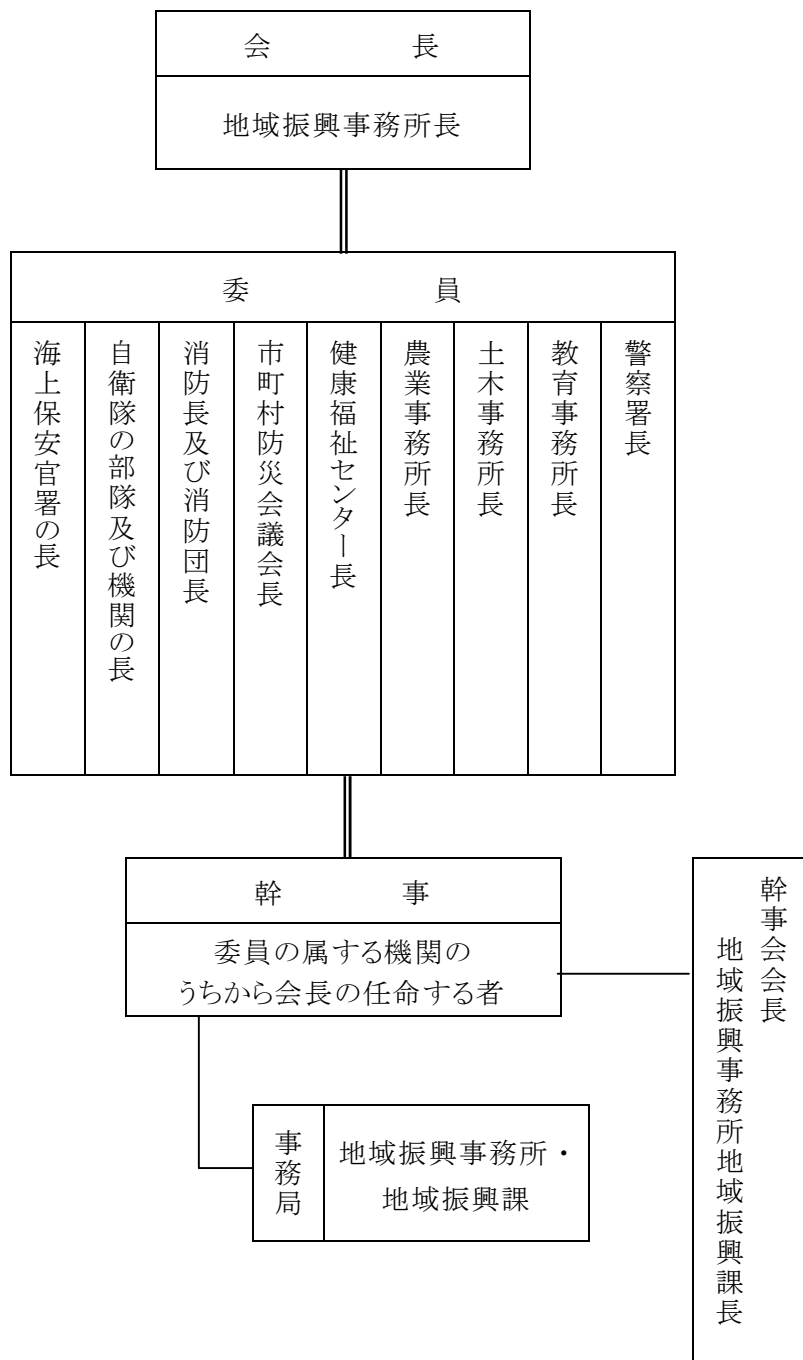 会長
地域振興事務所長
委員
警察署長
教育事務所長
土木事務所長
農業事務所長
健康福祉センター長
市町村防災会議会長
消防長及び消防団長
自衛隊の部隊及び機関の長
海上保安官署の長
幹事
委員の属する機関の
うちから会長の任命する者
幹事会会長
地域振興事務所地域振興課長
事務局
地域振興事務所・
地域振興課